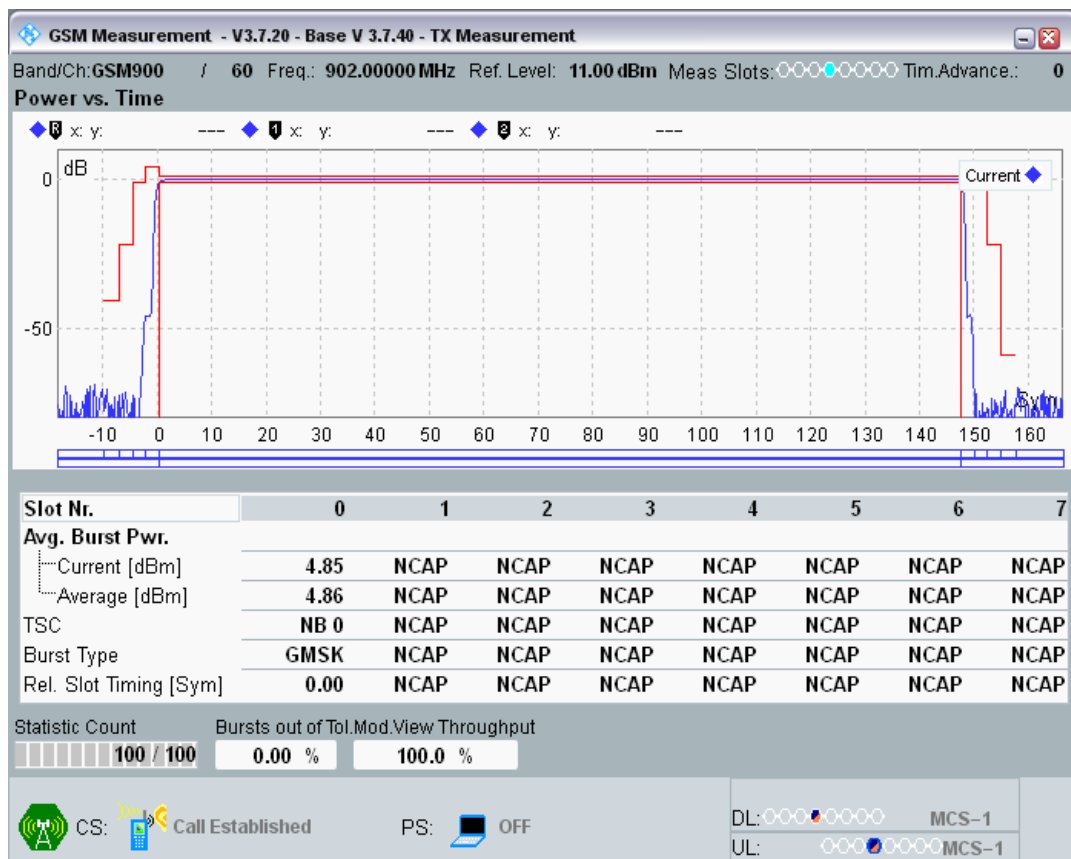 GSM Measurement - V3.7.20 - Base V 3.7.40 - TX Measurement
Band/Ch:GSM900 / 60 Freq.: 902.00000 MHz Ref. Level: 11.00 dBm Meas Slots: Tim.Advance.: 0
Power vs. Time
R x: y: --- 1 x: y: --- 2 x: y: ---
dB
Current
0
-50
Sym
-10 0 10 20 30 40 50 60 70 80 90 100 110 120 130 140 150 160
Slot Nr. 0 1 2 3 4 5 6 7
Avg. Burst Pwr.
Current [dBm] 4.85 NCAP NCAP NCAP NCAP NCAP NCAP NCAP
Average [dBm] 4.86 NCAP NCAP NCAP NCAP NCAP NCAP NCAP
TSC NB 0 NCAP NCAP NCAP NCAP NCAP NCAP NCAP
Burst Type GMSK NCAP NCAP NCAP NCAP NCAP NCAP NCAP
Rel. Slot Timing [Sym] 0.00 NCAP NCAP NCAP NCAP NCAP NCAP NCAP
Statistic Count Bursts out of Tol.Mod.View Throughput
100 / 100 0.00 % 100.0 %
CS: Call Established PS: OFF
DL: MCS-1
UL: MCS-1